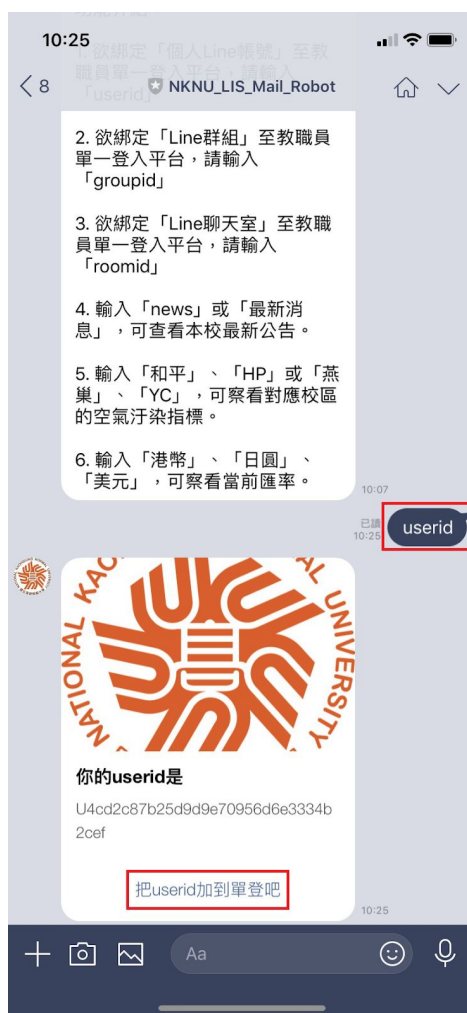 10:25
1. 欲綁定「個人Line帳號」至教
職員單一登入平台，請輸入
「userid」
8
NKNU_LIS_Mail_Robot
2. 欲綁定「Line群組」至教職員
單一登入平台，請輸入
「groupid」
3. 欲綁定「Line聊天室」至教職
員單一登入平台，請輸入
「roomid」
4. 輸入「news」或「最新消
息」，可查看本校最新公告。
5. 輸入「和平」、「HP」或「燕
巢」、「YC」，可察看對應校區
的空氣汙染指標。
6. 輸入「港幣」、「日圓」、
「美元」，可察看當前匯率。
10:07
已讀
10:25
userid
NATIONAL KAO
NAL UNIVERSITY
你的userid是
U4cd2c87b25d9d9e70956d6e3334b
2cef
把userid加到單登吧
10:25
Aa